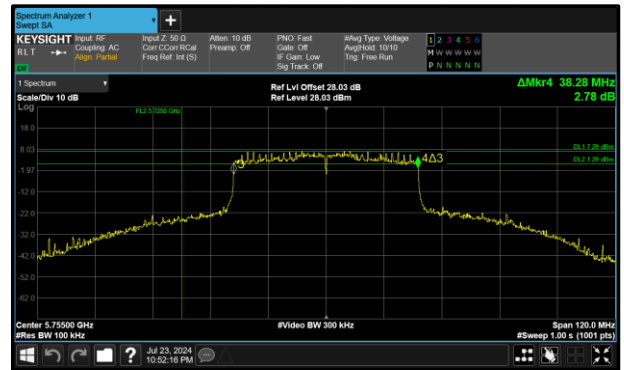 Spectrum Analyzer 1
Swept SA
+
KEYSIGHT Input: RF Input Z: 50 Ω Atten: 10 dB PNO: Fast #Avg Type: Voltage 1 2 3 4 5 6
RLT Coupling: AC Corr CCorr RCal Preamp: Off Gate: Off Avg|Hold: 10/10 M W W W W W
Align: Partial Freq Ref: Int (S) IF Gain: Low Trig: Free Run
LW Sig Track: Off P N N N N N
1 Spectrum Ref Lvl Offset 28.03 dB ΔMkr4 38.28 MHz
Scale/Div 10 dB Ref Level 28.03 dBm 2.78 dB
Log FL2 5.7250 GHz
18.0
8.03 DL1 7.29 dBm
3 4Δ3 DL2 1.29 dBm
-1.97
-12.0
-22.0
-32.0
-42.0
-52.0
-62.0
Center 5.75500 GHz #Video BW 300 kHz Span 120.0 MHz
#Res BW 100 kHz #Sweep 1.00 s (1001 pts)
? Jul 23, 2024
10:52:16 PM